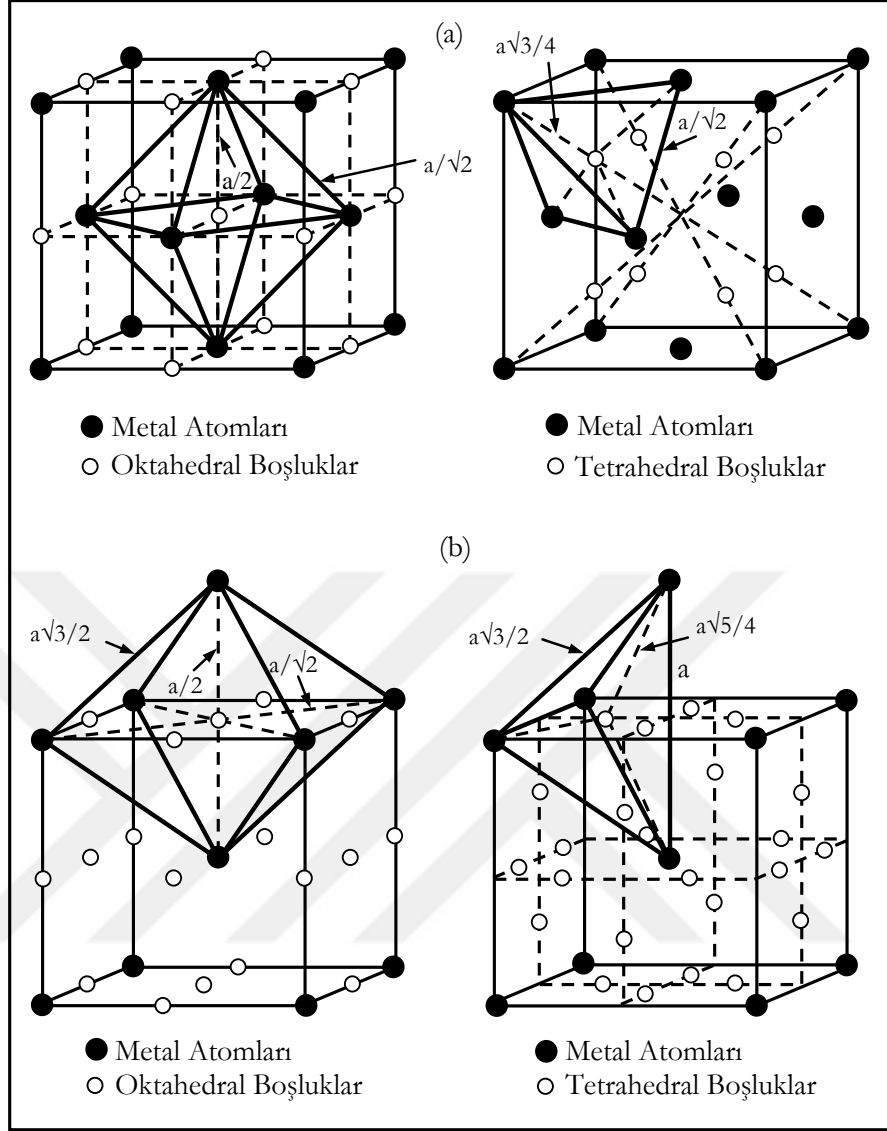 (a)
a/2
a/√2
a√3/4
a/√2
Metal Atomları
Oktahedral Boşluklar
Metal Atomları
Tetrahedral Boşluklar
(b)
a√3/2
a/2
a/√2
a√3/2
a√5/4
a
Metal Atomları
Oktahedral Boşluklar
Metal Atomları
Tetrahedral Boşluklar